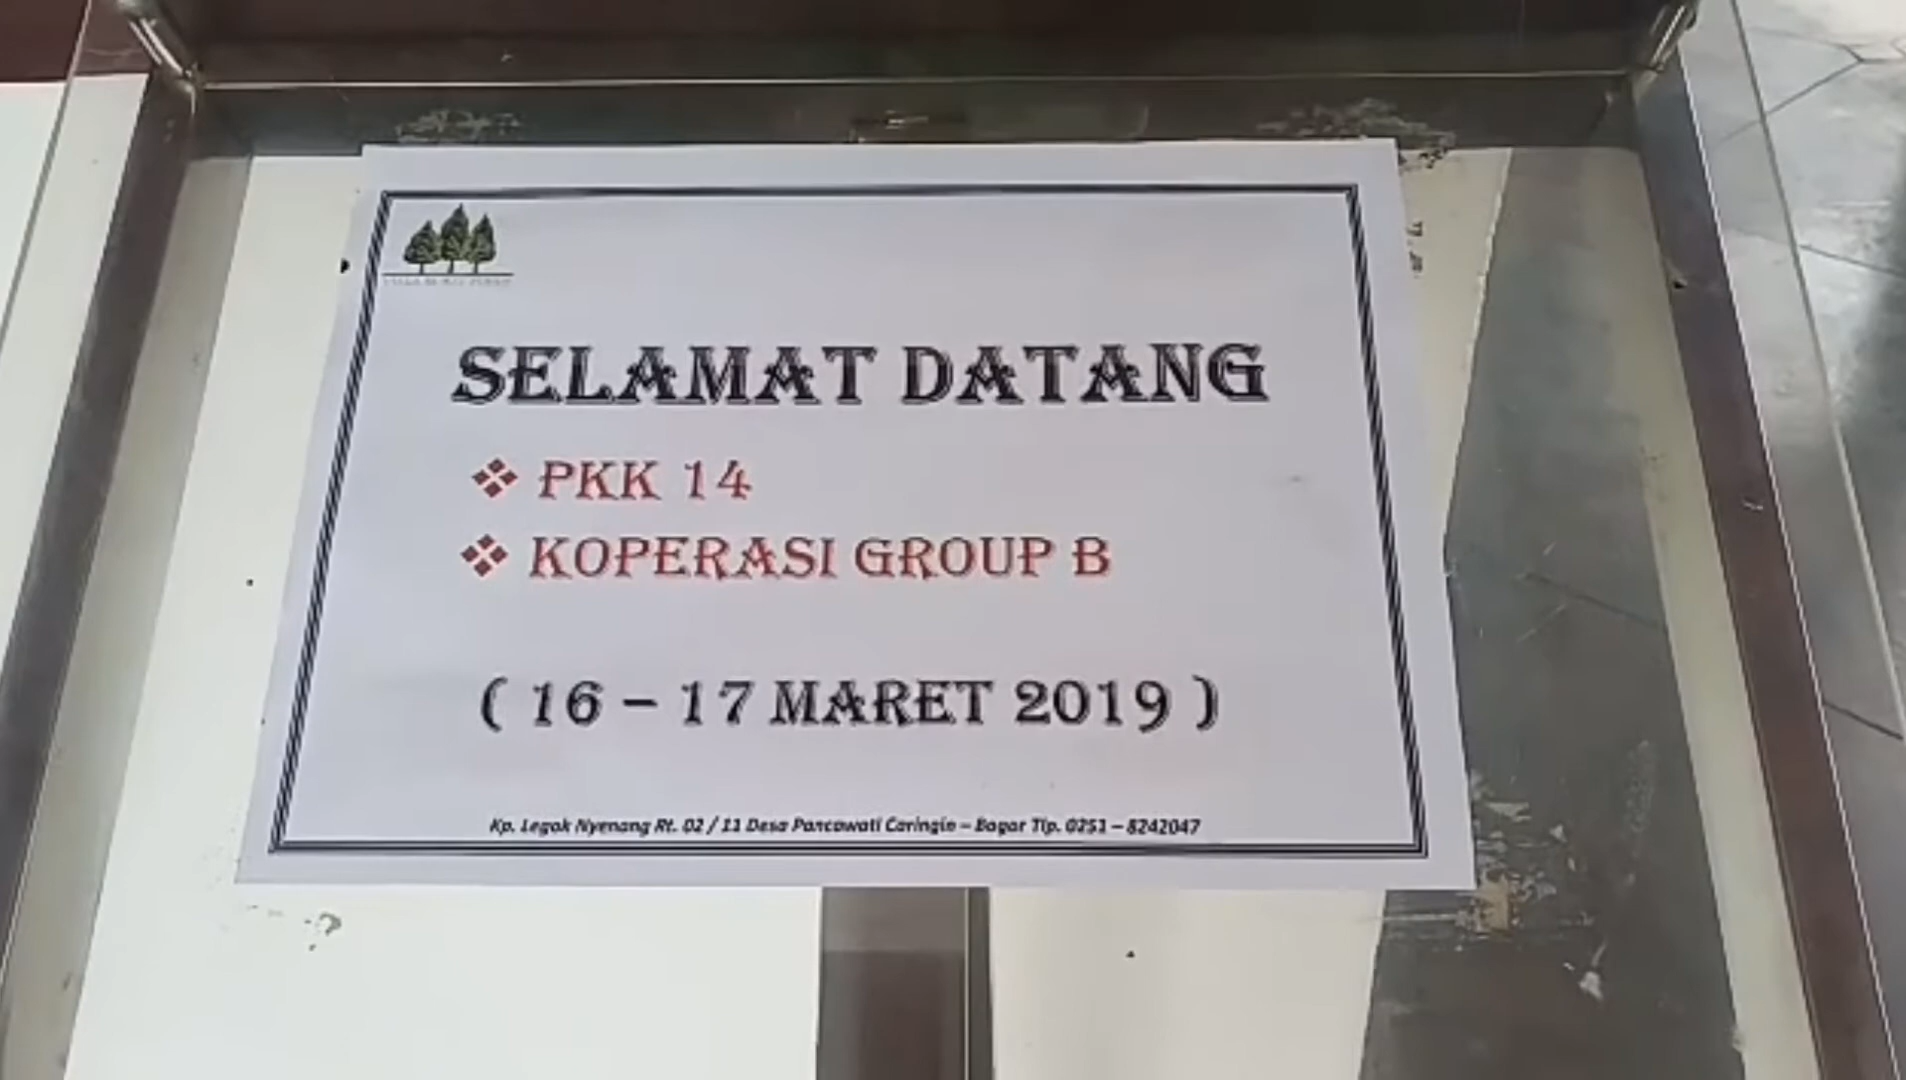 SELAMAT DATANG
❖ PKK 14
❖ KOPERASI GROUP B
( 16 – 17 MARET 2019 )
Kp. Legok Nyenang Rt. 02 / 11 Desa Pancawati Caringin – Bogor Tlp. 0251 – 8242047